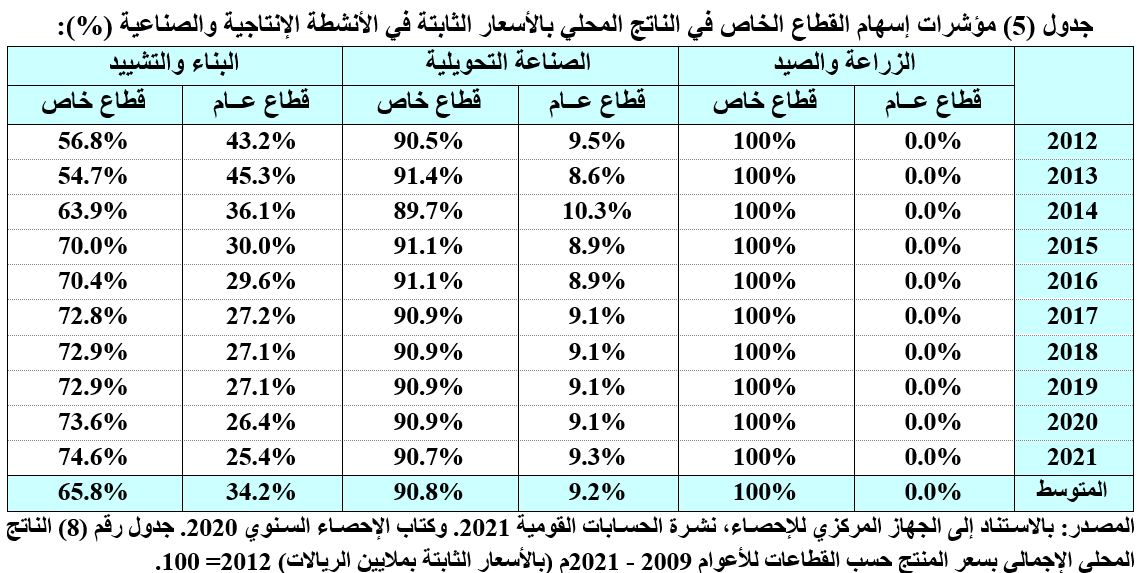 جدول (5) مؤشرات إسهام القطاع الخاص في الناتج المحلي بالأسعار الثابتة في الأنشطة الإنتاجية والصناعية (%):
الزراعة والصيد الصناعة التحويلية البناء والتشييد
قطاع عــام قطاع خاص قطاع عــام قطاع خاص قطاع عــام قطاع خاص
2012 0.0% 100% 9.5% 90.5% 43.2% 56.8%
2013 0.0% 100% 8.6% 91.4% 45.3% 54.7%
2014 0.0% 100% 10.3% 89.7% 36.1% 63.9%
2015 0.0% 100% 8.9% 91.1% 30.0% 70.0%
2016 0.0% 100% 8.9% 91.1% 29.6% 70.4%
2017 0.0% 100% 9.1% 90.9% 27.2% 72.8%
2018 0.0% 100% 9.1% 90.9% 27.1% 72.9%
2019 0.0% 100% 9.1% 90.9% 27.1% 72.9%
2020 0.0% 100% 9.1% 90.9% 26.4% 73.6%
2021 0.0% 100% 9.3% 90.7% 25.4% 74.6%
المتوسط 0.0% 100% 9.2% 90.8% 34.2% 65.8%
المصدر: بالاستناد إلى الجهاز المركزي للإحصاء، نشرة الحسابات القومية 2021. وكتاب الإحصاء السنوي 2020. جدول رقم (8) الناتج
المحلي الإجمالي بسعر المنتج حسب القطاعات للأعوام 2009 - 2021م (بالأسعار الثابتة بملايين الريالات) 2012= 100.